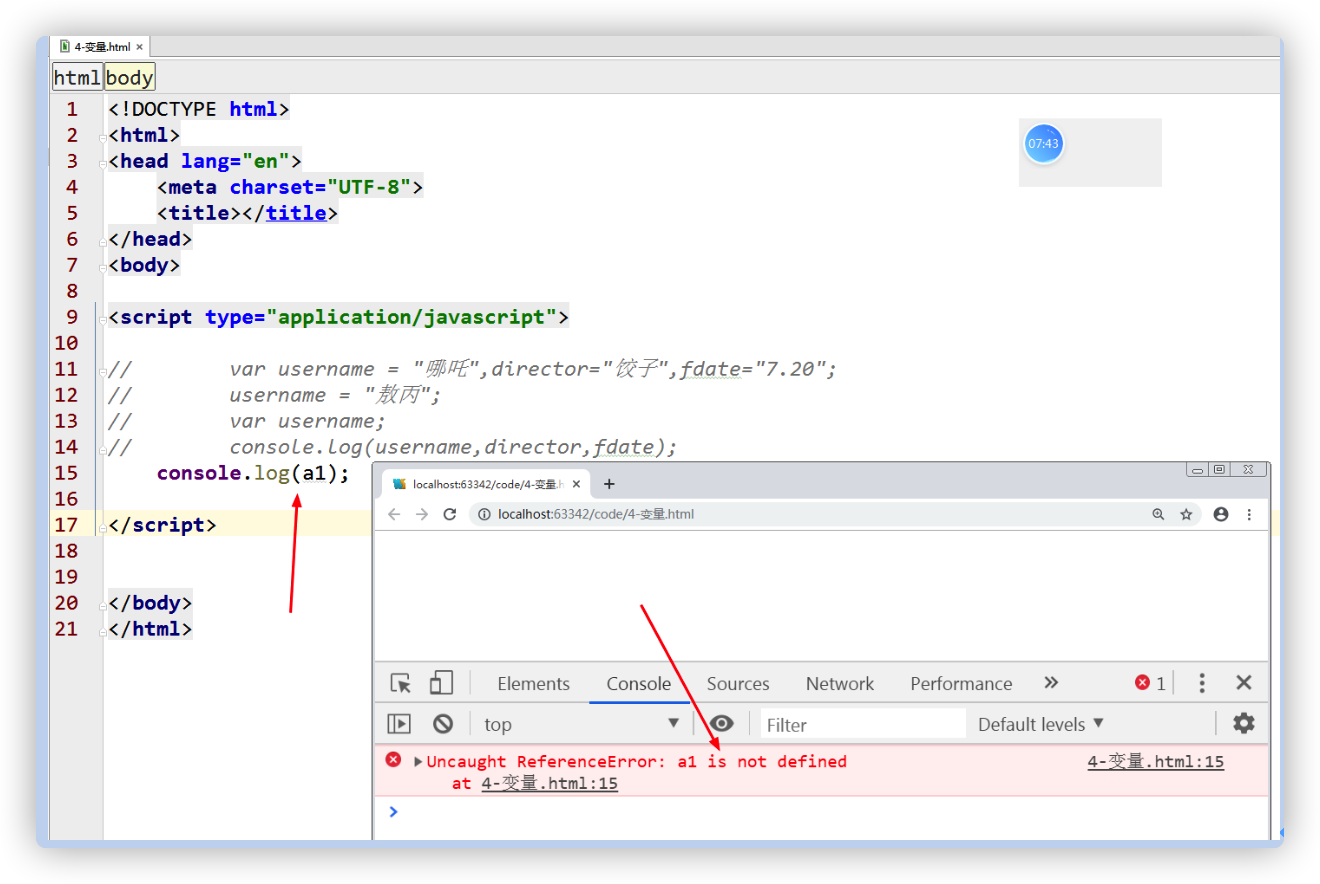 4-变量.html ×
html body
1 <!DOCTYPE html>
2 <html>
3 <head lang="en">
4     <meta charset="UTF-8">
5     <title></title>
6 </head>
7 <body>
8
9 <script type="application/javascript">
10
11 //        var username = "哪吒",director="饺子",fdate="7.20";
12 //        username = "敖丙";
13 //        var username;
14 //        console.log(username,director,fdate);
15     console.log(a1);
16
17 </script>
18
19
20 </body>
21 </html>
07:43
localhost:63342/code/4-变量.h × +
localhost:63342/code/4-变量.html
Elements Console Sources Network Performance » 1
top Filter Default levels
Uncaught ReferenceError: a1 is not defined 4-变量.html:15
at 4-变量.html:15